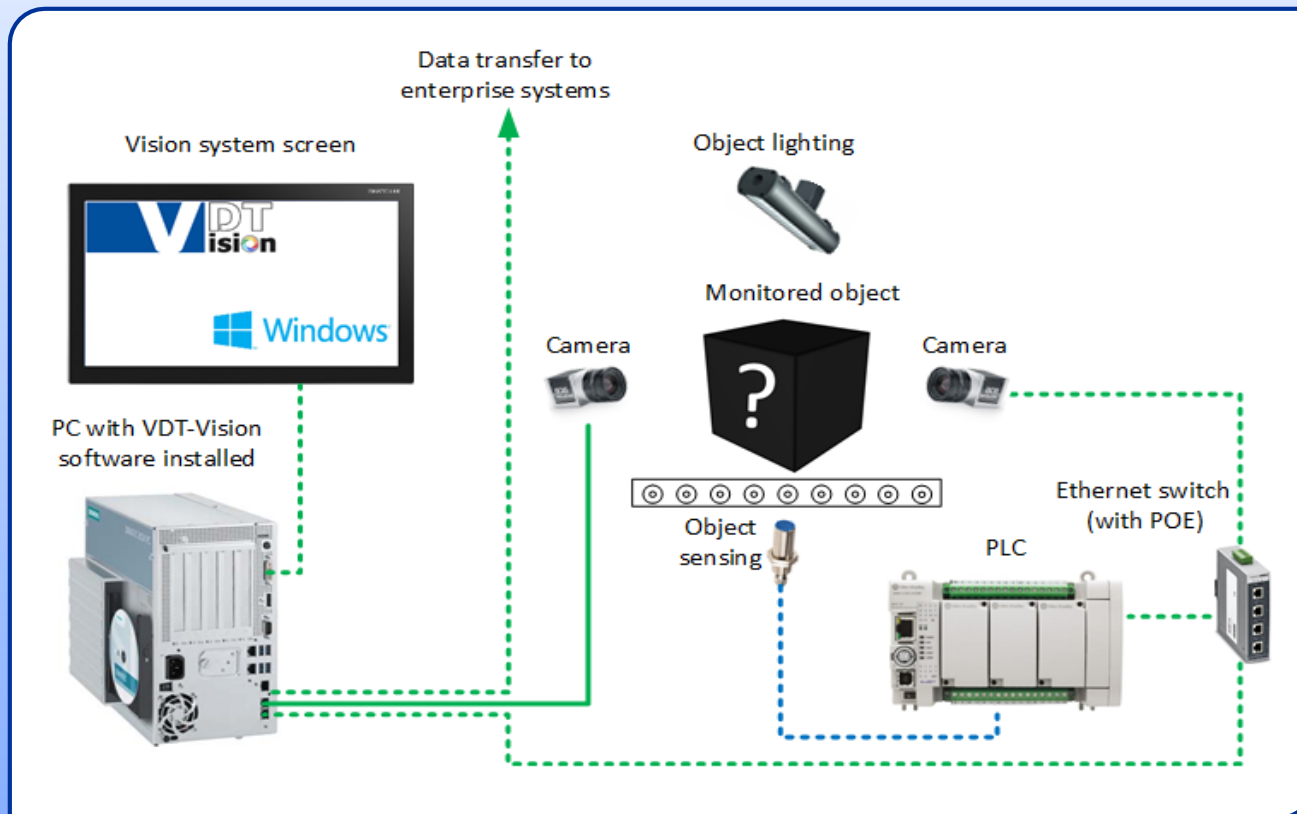 Data transfer to
enterprise systems
Vision system screen
Object lighting
VDT
Vision
Windows
Monitored object
Camera
Camera
?
PC with VDT-Vision
software installed
Ethernet switch
(with POE)
Object
sensing
PLC